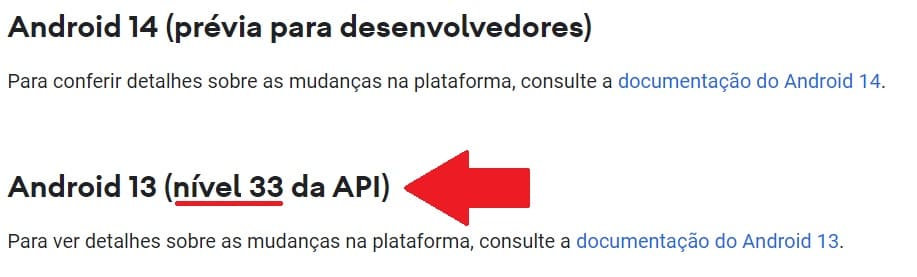 Android 14 (prévia para desenvolvedores)
Para conferir detalhes sobre as mudanças na plataforma, consulte a documentação do Android 14.
Android 13 (nível 33 da API)
Para ver detalhes sobre as mudanças na plataforma, consulte a documentação do Android 13.